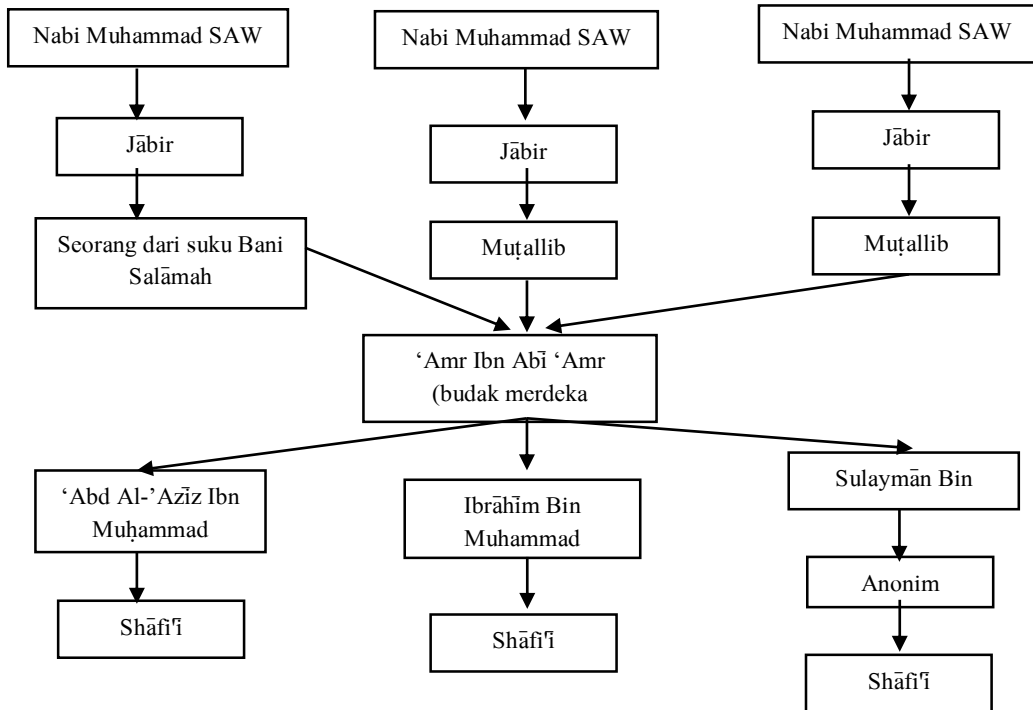 Nabi Muhammad SAW
Nabi Muhammad SAW
Nabi Muhammad SAW
Jābir
Jābir
Jābir
Seorang dari suku Bani
Salāmah
Muṭallib
Muṭallib
‘Amr Ibn Abī ‘Amr
(budak merdeka
‘Abd Al-’Azīz Ibn
Muḥammad
Ibrāhīm Bin
Muhammad
Sulaymān Bin
Anonim
Shāfi'ī
Shāfi'ī
Shāfi'ī